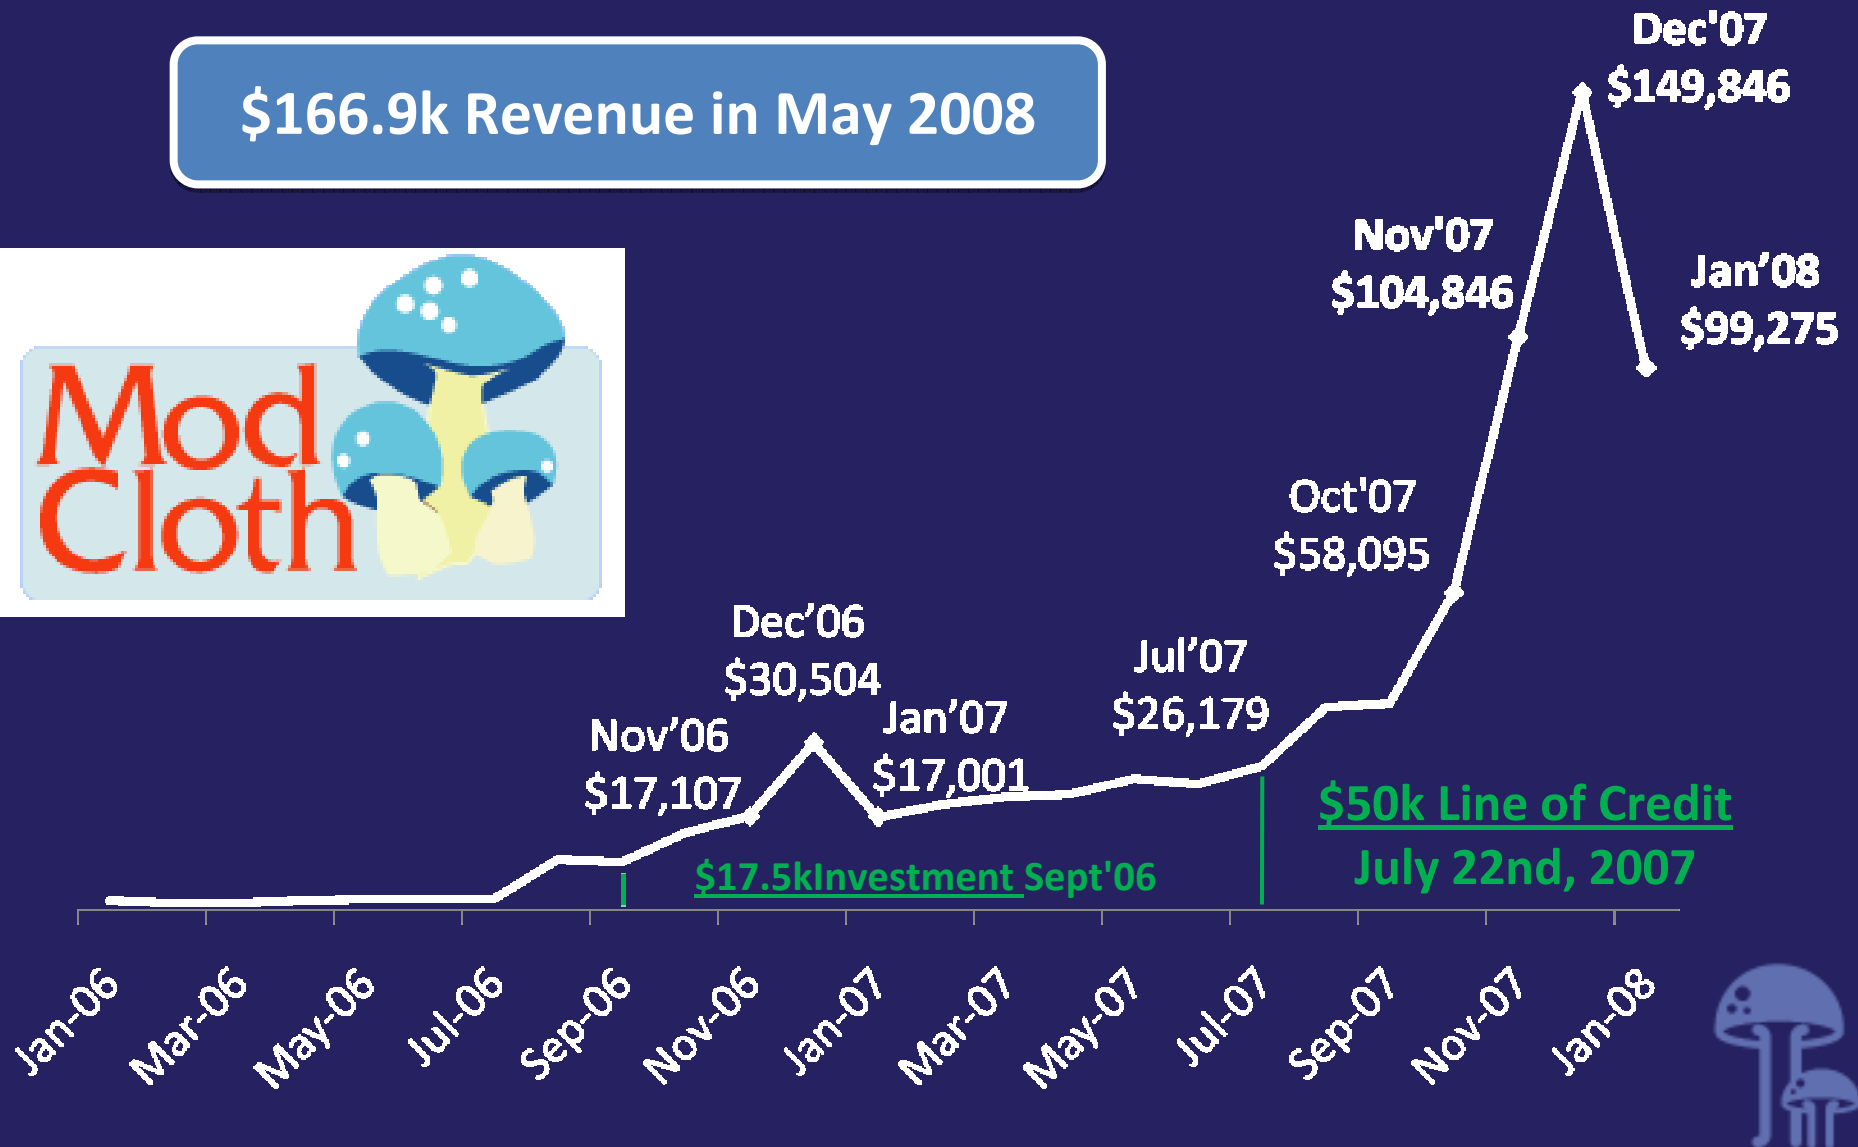 Dec'07
$149,846
$166.9k Revenue in May 2008
Nov'07
$104,846
Jan’08
$99,275
Mod
Cloth
Oct'07
$58,095
Dec’06
$30,504
Jul’07
$26,179
Nov’06
$17,107
Jan’07
$17,001
$50k Line of Credit
July 22nd, 2007
$17.5kInvestment Sept'06
Jan-06
Mar-06
May-06
Jul-06
Sep-06
Nov-06
Jan-07
Mar-07
May-07
Jul-07
Sep-07
Nov-07
Jan-08